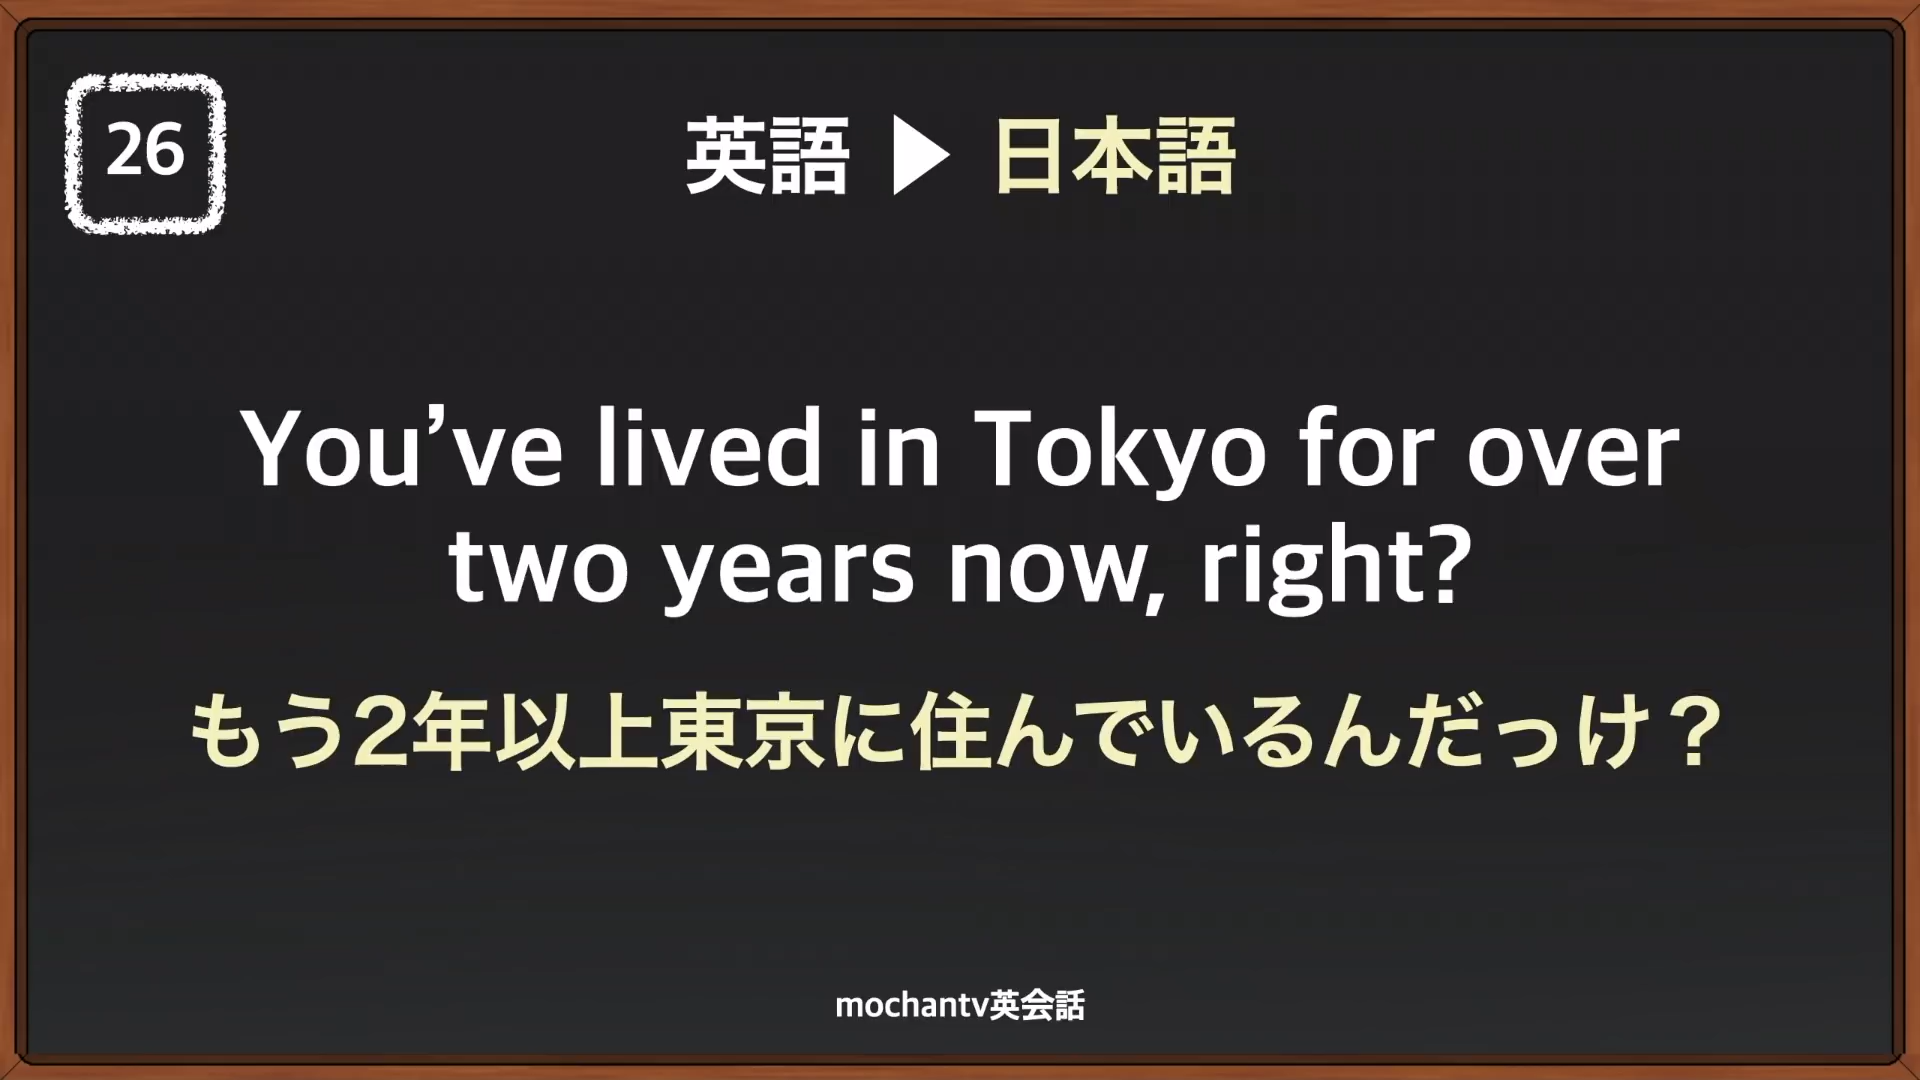 26
英語 ▶ 日本語
You’ve lived in Tokyo for over
two years now, right?
もう2年以上東京に住んでいるんだっけ？
mochantv英会話